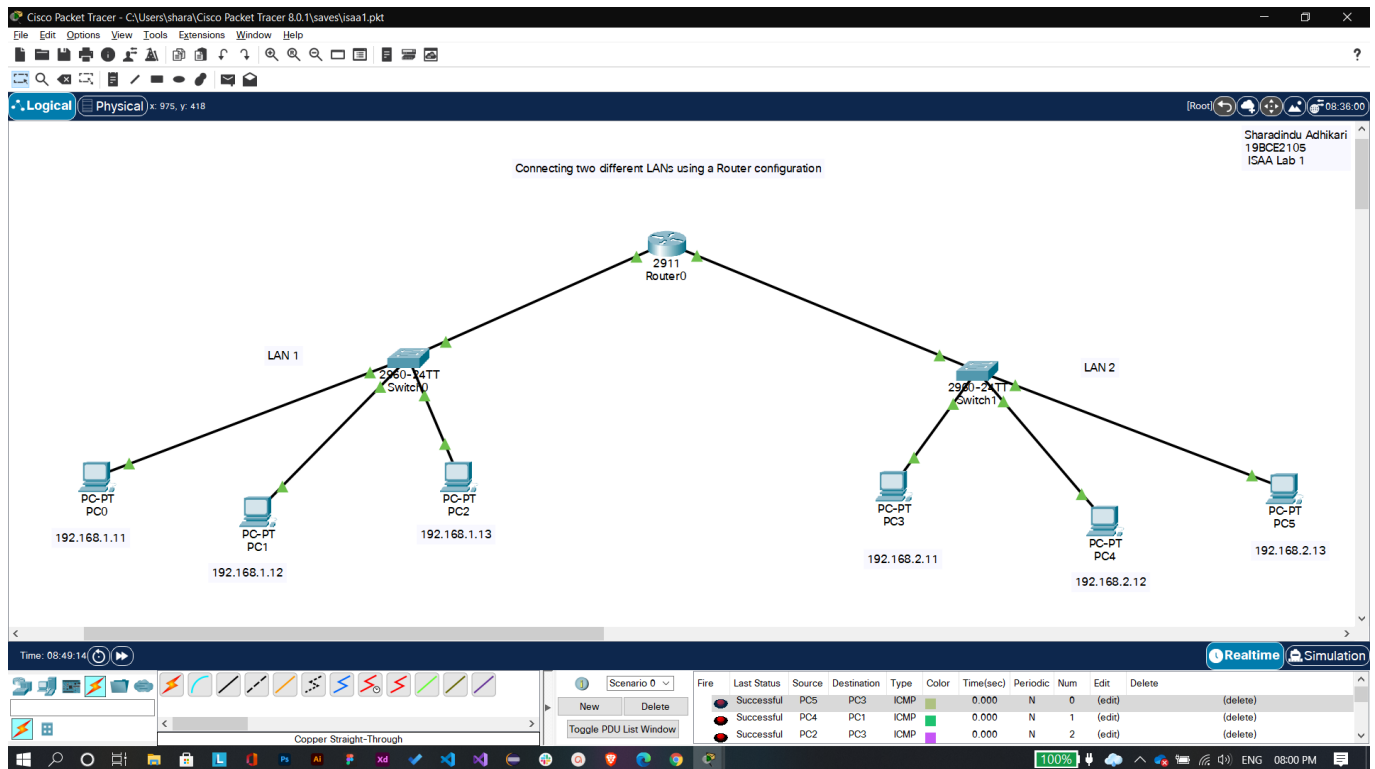 Cisco Packet Tracer - C:\Users\shara\Cisco Packet Tracer 8.0.1\saves\isaa1.pkt
File Edit Options View Tools Extensions Window Help
?
Logical Physical x: 975, y: 418 [Root] 08:36:00
Sharadindu Adhikari
19BCE2105
ISAA Lab 1
Connecting two different LANs using a Router configuration
2911
Router0
LAN 1
LAN 2
2960-24TT
Switch0
2960-24TT
Switch1
PC-PT
PC0
192.168.1.11
PC-PT
PC1
192.168.1.12
PC-PT
PC2
192.168.1.13
PC-PT
PC3
192.168.2.11
PC-PT
PC4
192.168.2.12
PC-PT
PC5
192.168.2.13
Time: 08:49:14 Realtime Simulation
Copper Straight-Through
Scenario 0
New Delete
Toggle PDU List Window
Fire Last Status Source Destination Type Color Time(sec) Periodic Num Edit Delete
Successful PC5 PC3 ICMP 0.000 N 0 (edit) (delete)
Successful PC4 PC1 ICMP 0.000 N 1 (edit) (delete)
Successful PC2 PC3 ICMP 0.000 N 2 (edit) (delete)
L Ps Ai Xd 100% ENG 08:00 PM